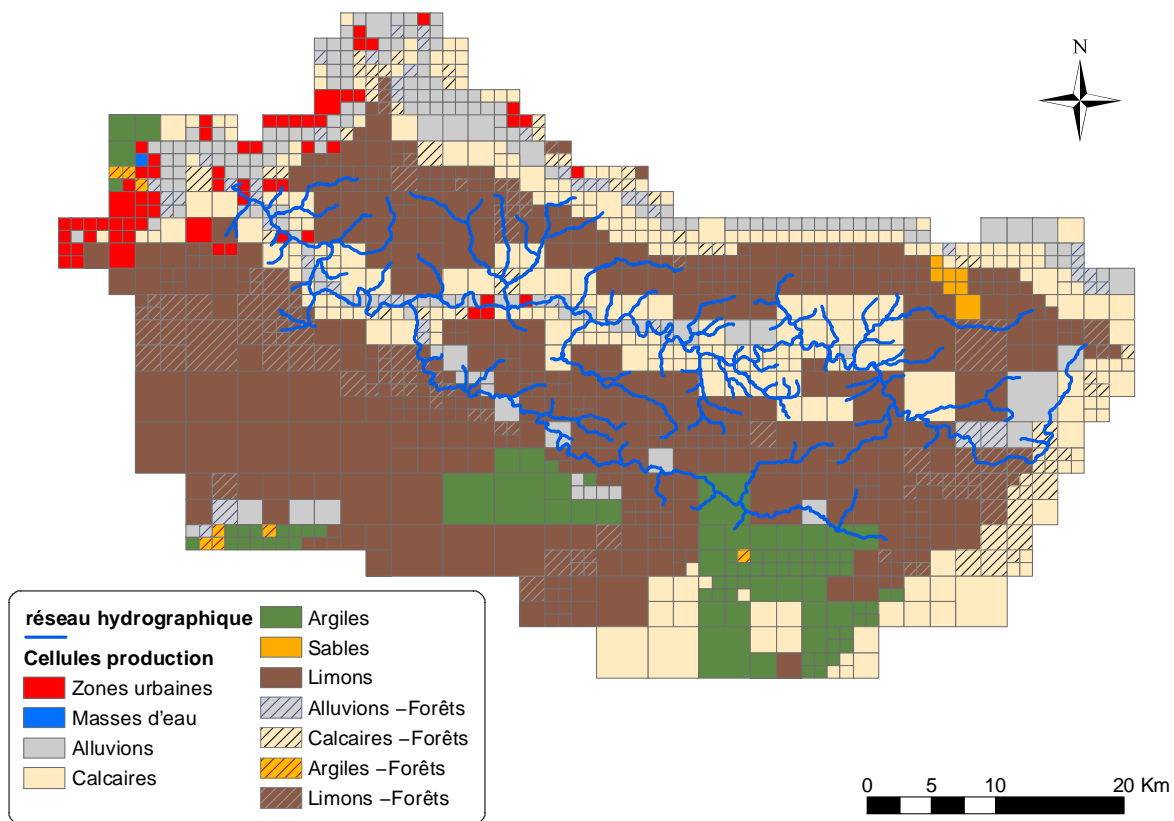 N
réseau hydrographique
Cellules production
Zones urbaines
Masses d'eau
Alluvions
Calcaires
Argiles
Sables
Limons
Alluvions –Forêts
Calcaires –Forêts
Argiles –Forêts
Limons –Forêts
0 5 10 20 Km